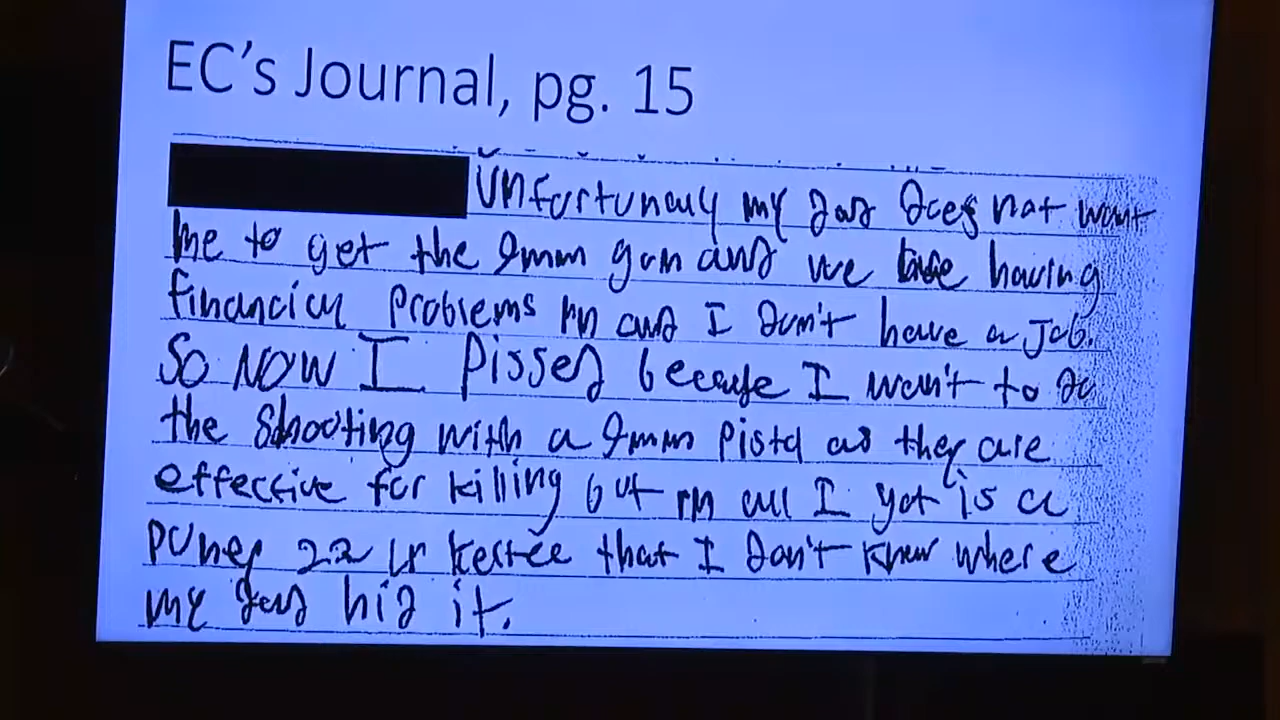 EC's Journal, pg. 15
Unfortunaly my dad Does not want
me to get the 9mm gun and we are having
financial problems rn and I don't have a Job.
So NOW I Pissed because I wan't to do
the Shooting with a 9mm Pistol as they are
effective for killing but rn all I got is a
puney 22 lr that I Don't know where
my dad hid it.